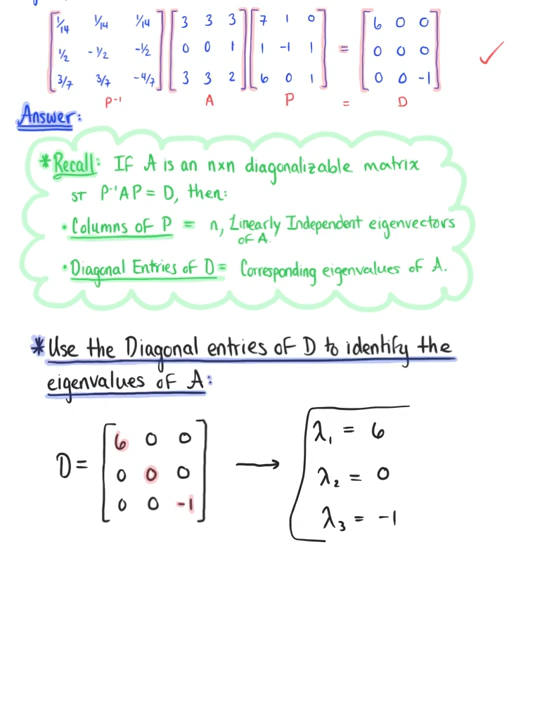 [1/14 1/14 1/14; 1/2 -1/2 -1/2; 3/7 3/7 -4/7] [3 3 3; 0 0 1; 3 3 2] [7 1 0; 1 -1 1; 6 0 1] = [6 0 0; 0 0 0; 0 0 -1] ✓
P⁻¹ A P = D
Answer:
*Recall: If A is an n×n diagonalizable matrix
ST P⁻¹AP = D, then:
• Columns of P = n, Linearly Independent eigenvectors
of A.
• Diagonal Entries of D = Corresponding eigenvalues of A.
*Use the Diagonal entries of D to identify the
eigenvalues of A:
D = [6 0 0; 0 0 0; 0 0 -1] → λ₁ = 6
λ₂ = 0
λ₃ = -1